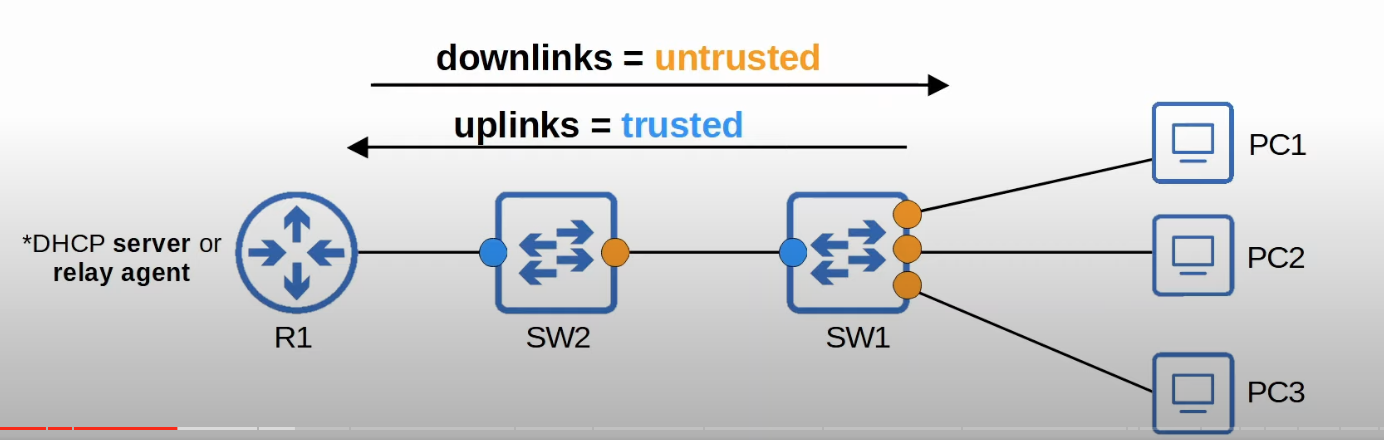 downlinks = untrusted
uplinks = trusted
*DHCP server or
relay agent
R1
SW2
SW1
PC1
PC2
PC3